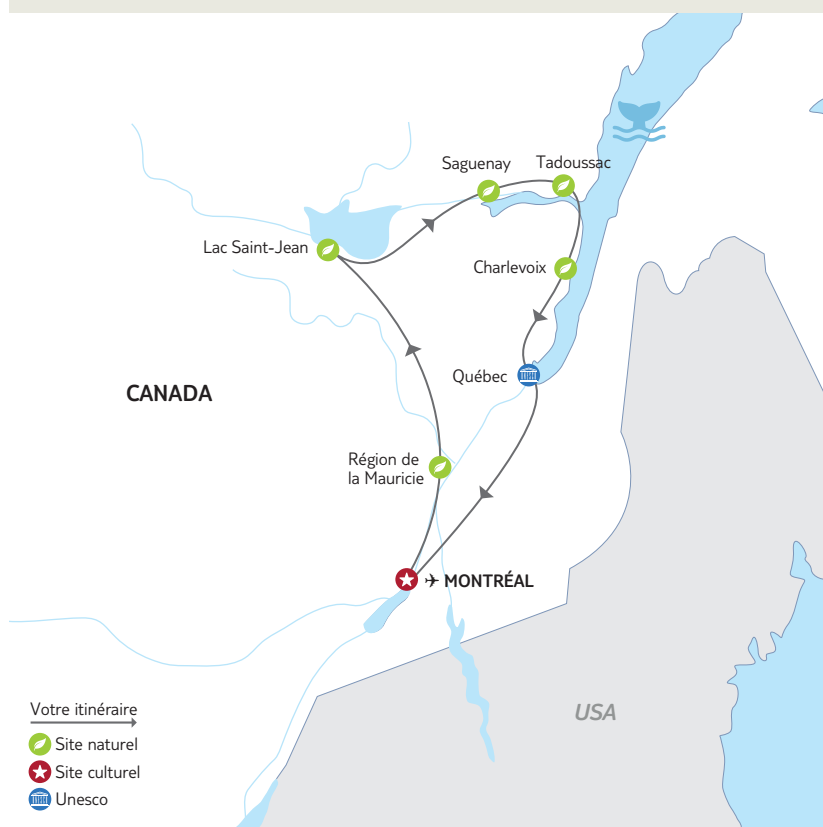 Saguenay
Tadoussac
Lac Saint-Jean
Charlevoix
Québec
CANADA
Région de
la Mauricie
MONTRÉAL
USA
Votre itinéraire
Site naturel
Site culturel
Unesco